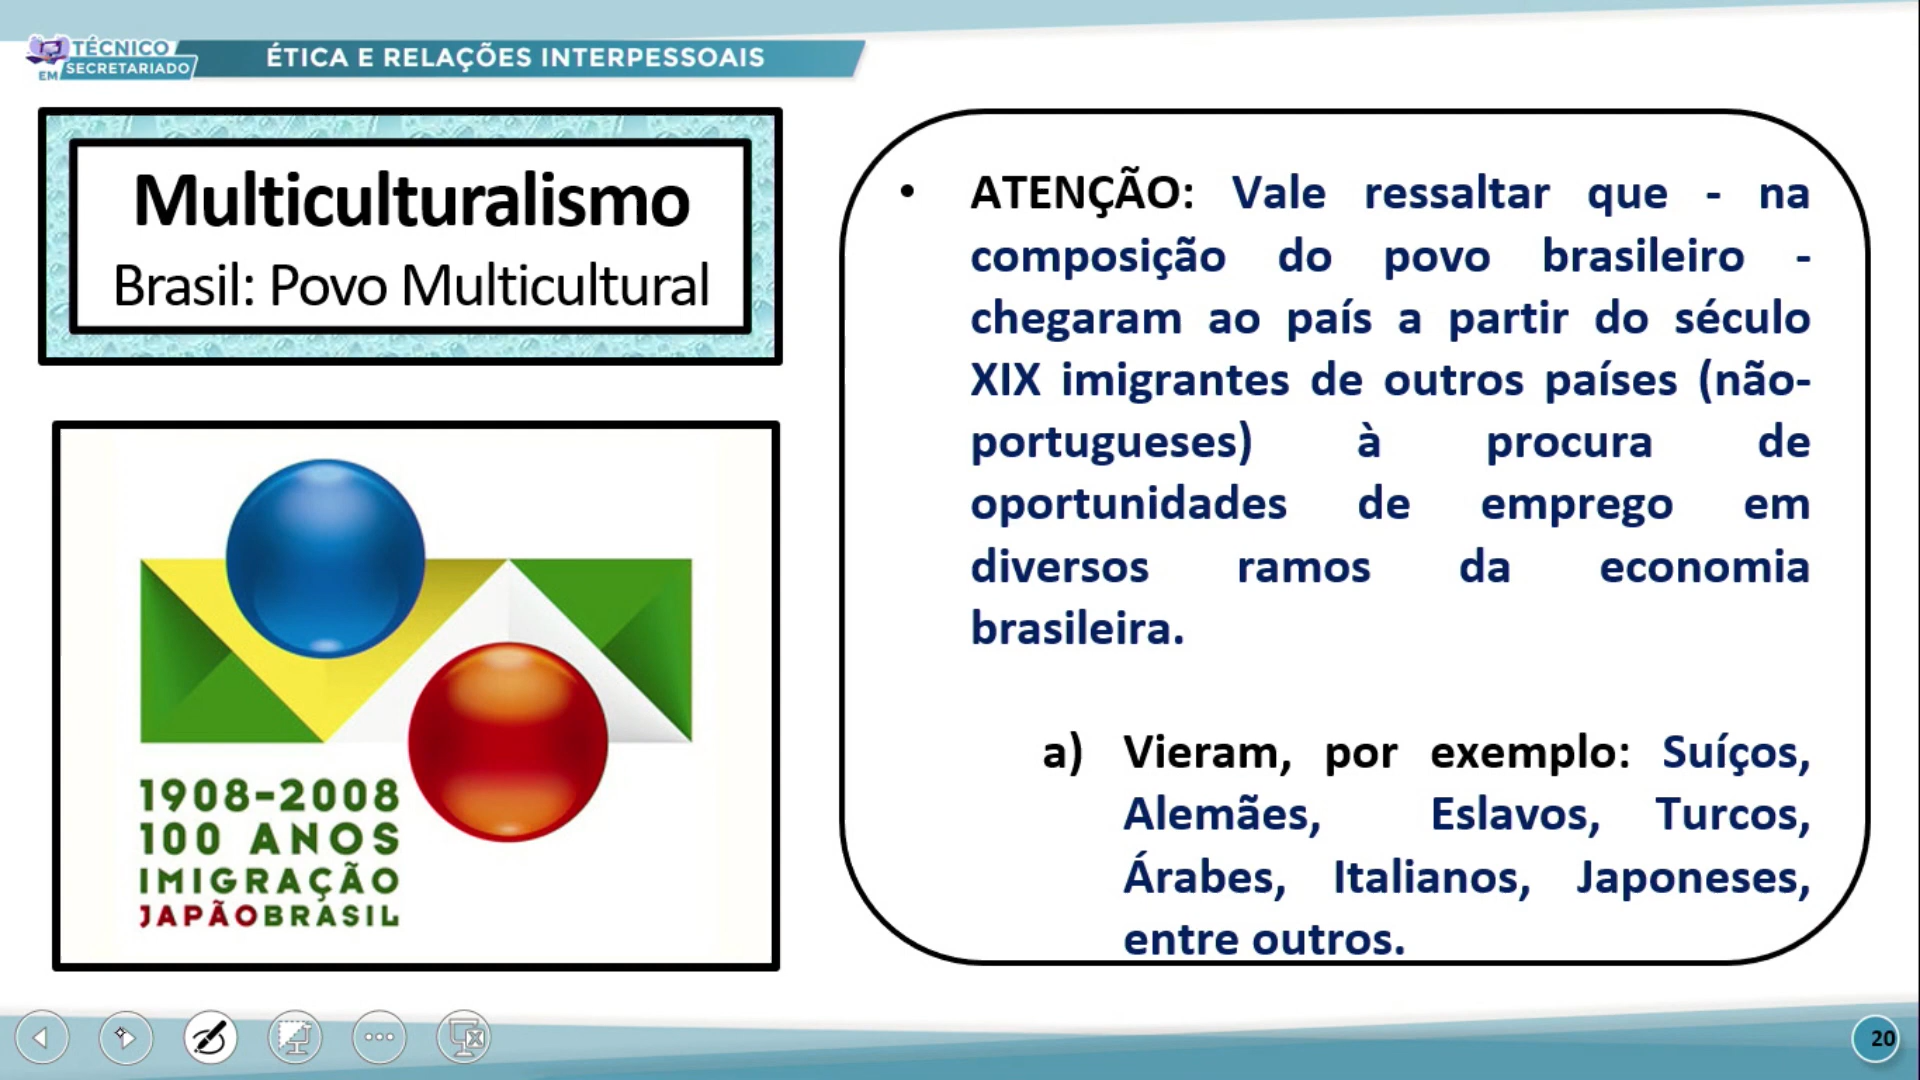 TÉCNICO
EM SECRETARIADO
ÉTICA E RELAÇÕES INTERPESSOAIS
Multiculturalismo
Brasil: Povo Multicultural
1908-2008
100 ANOS
IMIGRAÇÃO
JAPÃOBRASIL
• ATENÇÃO: Vale ressaltar que - na
composição do povo brasileiro -
chegaram ao país a partir do século
XIX imigrantes de outros países (não-
portugueses) à procura de
oportunidades de emprego em
diversos ramos da economia
brasileira.
a) Vieram, por exemplo: Suíços,
Alemães, Eslavos, Turcos,
Árabes, Italianos, Japoneses,
entre outros.
20